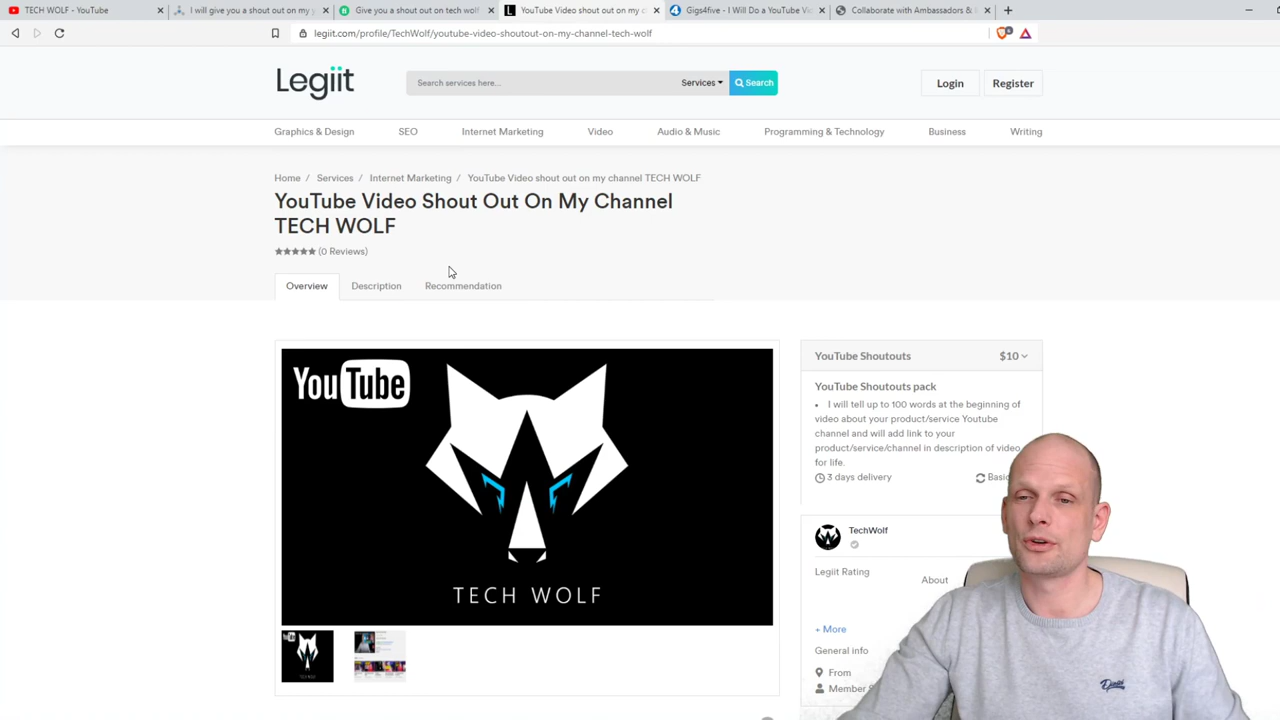 TECH WOLF - YouTube
I will give you a shout out on my y
Give you a shout out on tech wolf
YouTube Video shout out on my c
Gigs4five - I Will Do a YouTube Vi
Collaborate with Ambassadors &
legiit.com/profile/TechWolf/youtube-video-shoutout-on-my-channel-tech-wolf
Legiit
Search services here...
Services
Search
Login
Register
Graphics & Design
SEO
Internet Marketing
Video
Audio & Music
Programming & Technology
Business
Writing
Home / Services / Internet Marketing / YouTube Video shout out on my channel TECH WOLF
YouTube Video Shout Out On My Channel
TECH WOLF
(0 Reviews)
Overview
Description
Recommendation
YouTube
TECH WOLF
YouTube Shoutouts
$10
YouTube Shoutouts pack
• I will tell up to 100 words at the beginning of
video about your product/service Youtube
channel and will add link to your
product/service/channel in description of video
for life.
3 days delivery
Basic
TechWolf
Legiit Rating
About
+ More
General info
From
Member